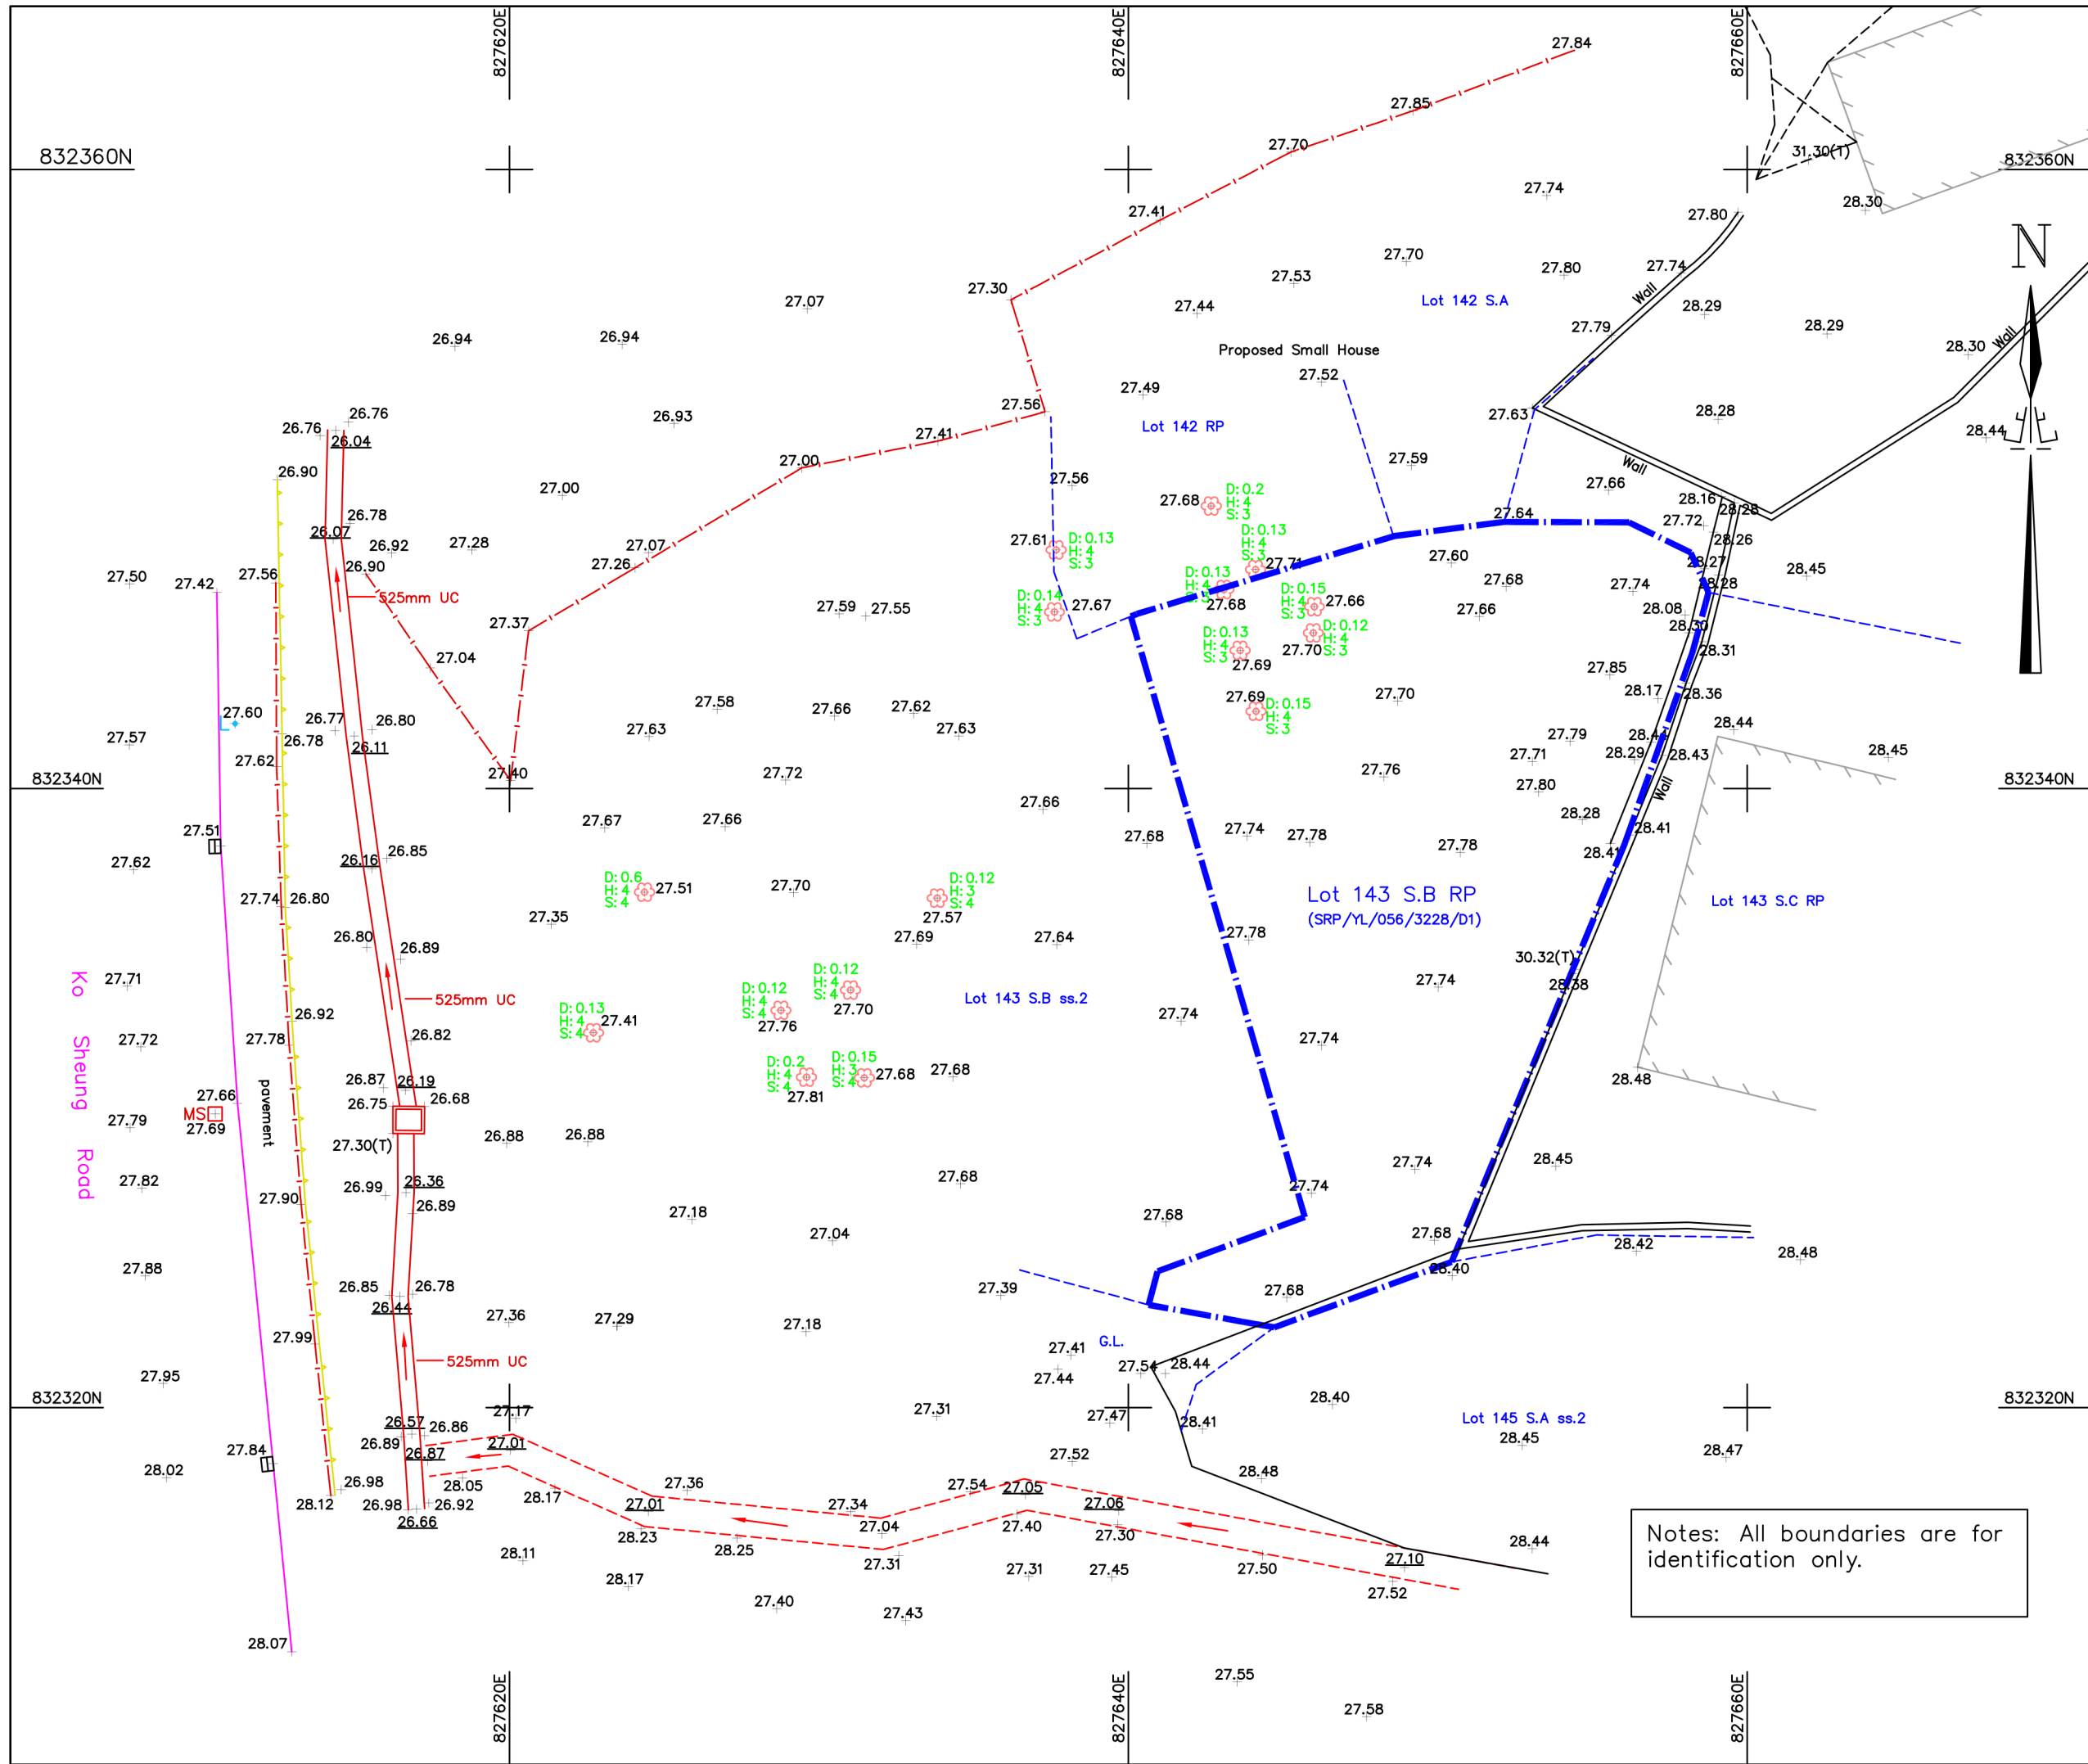 827620E
827640E
827660E
27.84
27.85
27.70
832360N
31.30(T)
832360N
27.74
28.30
27.41
27.80
N
27.70
27.74
27.53
27.80
27.30
27.07
Lot 142 S.A
Wall
27.44
28.29
27.79
28.29
26.94
26.94
Proposed Small House
28.30
Wall
27.52
27.49
27.56
26.76
26.93
27.63
28.28
26.76
26.04
27.41
Lot 142 RP
28.44
27.00
27.59
Wall
26.90
27.56
27.00
27.68
D: 0.2
H: 4
S: 3
27.66
28.16
27.64
28.28
26.78
27.72
26.07
D: 0.13
H: 4
S: 3
27.61
D: 0.13
H: 4
S: 3
28.26
26.92
27.28
27.07
27.60
27.26
27.71
28.27
26.90
27.50
27.42
27.56
D: 0.13
H: 4
S: 3
27.68
27.68
27.74
28.28
28.45
525mm UC
D: 0.14
H: 4
S: 3
27.67
D: 0.15
H: 4
S: 3
27.66
27.59
27.55
27.66
28.08
27.37
D: 0.13
H: 4
S: 3
27.69
D: 0.12
H: 4
S: 3
27.70
28.30
28.31
27.04
27.85
27.60
27.58
27.66
27.62
27.69
D: 0.15
H: 4
S: 3
27.70
28.17
28.36
26.77
26.80
26.78
26.11
27.57
27.63
27.63
27.79
28.44
28.44
27.62
27.71
28.29
28.43
28.45
27.40
832340N
27.72
27.76
27.80
Wall
832340N
27.66
27.67
27.66
27.68
27.74
27.78
28.28
28.41
27.51
26.16
26.85
27.78
28.41
27.62
D: 0.6
H: 4
S: 4
27.51
27.70
D: 0.12
H: 3
S: 4
27.57
Lot 143 S.B RP
(SRP/YL/056/3228/D1)
Lot 143 S.C RP
27.74
26.80
27.35
26.80
26.89
27.69
27.64
27.78
30.32(T)
Ko Sheung Road
27.71
D: 0.12
H: 4
S: 4
27.70
27.74
28.38
525mm UC
D: 0.12
H: 4
S: 4
27.76
Lot 143 S.B ss.2
D: 0.13
H: 4
S: 4
27.41
26.92
27.74
27.72
27.78
26.82
27.74
D: 0.2
H: 4
S: 4
27.81
D: 0.15
H: 3
S: 4
27.68
27.68
28.48
pavement
26.87
26.19
27.66
26.75
26.68
MS
27.69
27.79
27.30(T)
26.88
26.88
27.82
26.36
26.99
27.68
27.74
28.45
27.74
27.90
26.89
27.18
27.68
27.04
27.68
28.42
28.48
27.88
26.85
26.78
28.40
26.44
27.39
27.68
27.36
27.29
27.18
27.99
G.L.
27.41
525mm UC
27.54
28.44
27.44
27.95
832320N
28.40
832320N
27.31
27.47
28.41
Lot 145 S.A ss.2
27.17
26.57
26.86
28.45
26.89
27.01
27.84
26.87
27.52
28.47
28.02
26.98
28.05
28.48
28.12
28.17
27.36
27.54
26.98
26.92
27.01
27.34
27.05
27.06
26.66
28.23
27.04
27.40
27.30
28.25
28.44
Notes: All boundaries are for
identification only.
28.11
27.31
27.50
27.10
28.17
27.31
27.45
27.52
27.40
27.43
28.07
27.55
27.58
827620E
827640E
827660E